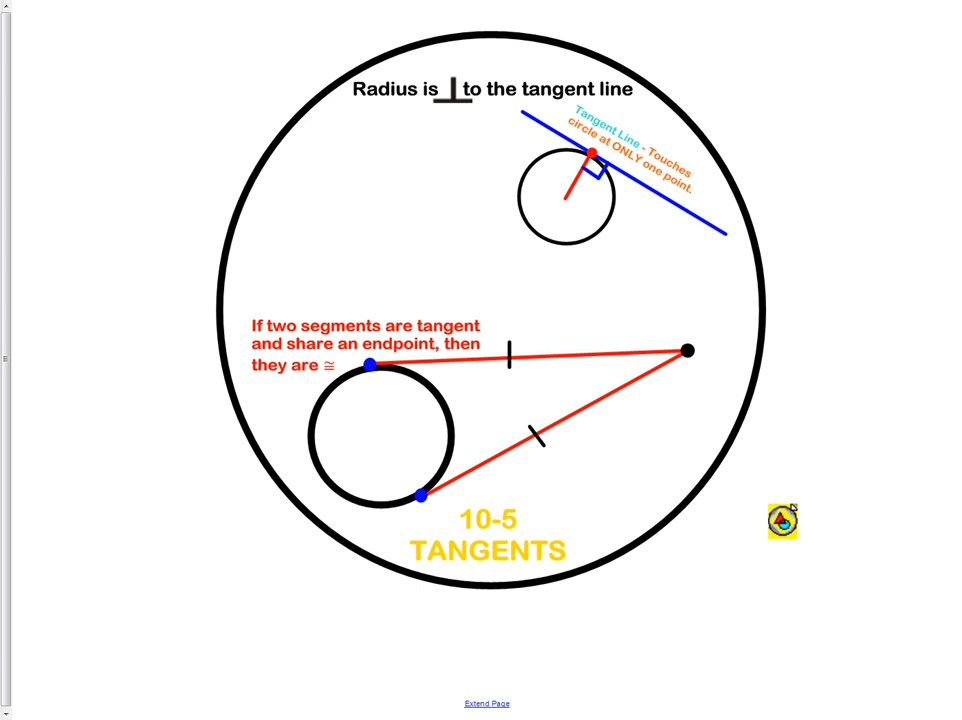 Radius is ⊥ to the tangent line
Tangent Line - Touches
circle at ONLY one point.
If two segments are tangent
and share an endpoint, then
they are ≅
10-5
TANGENTS
Extend Page